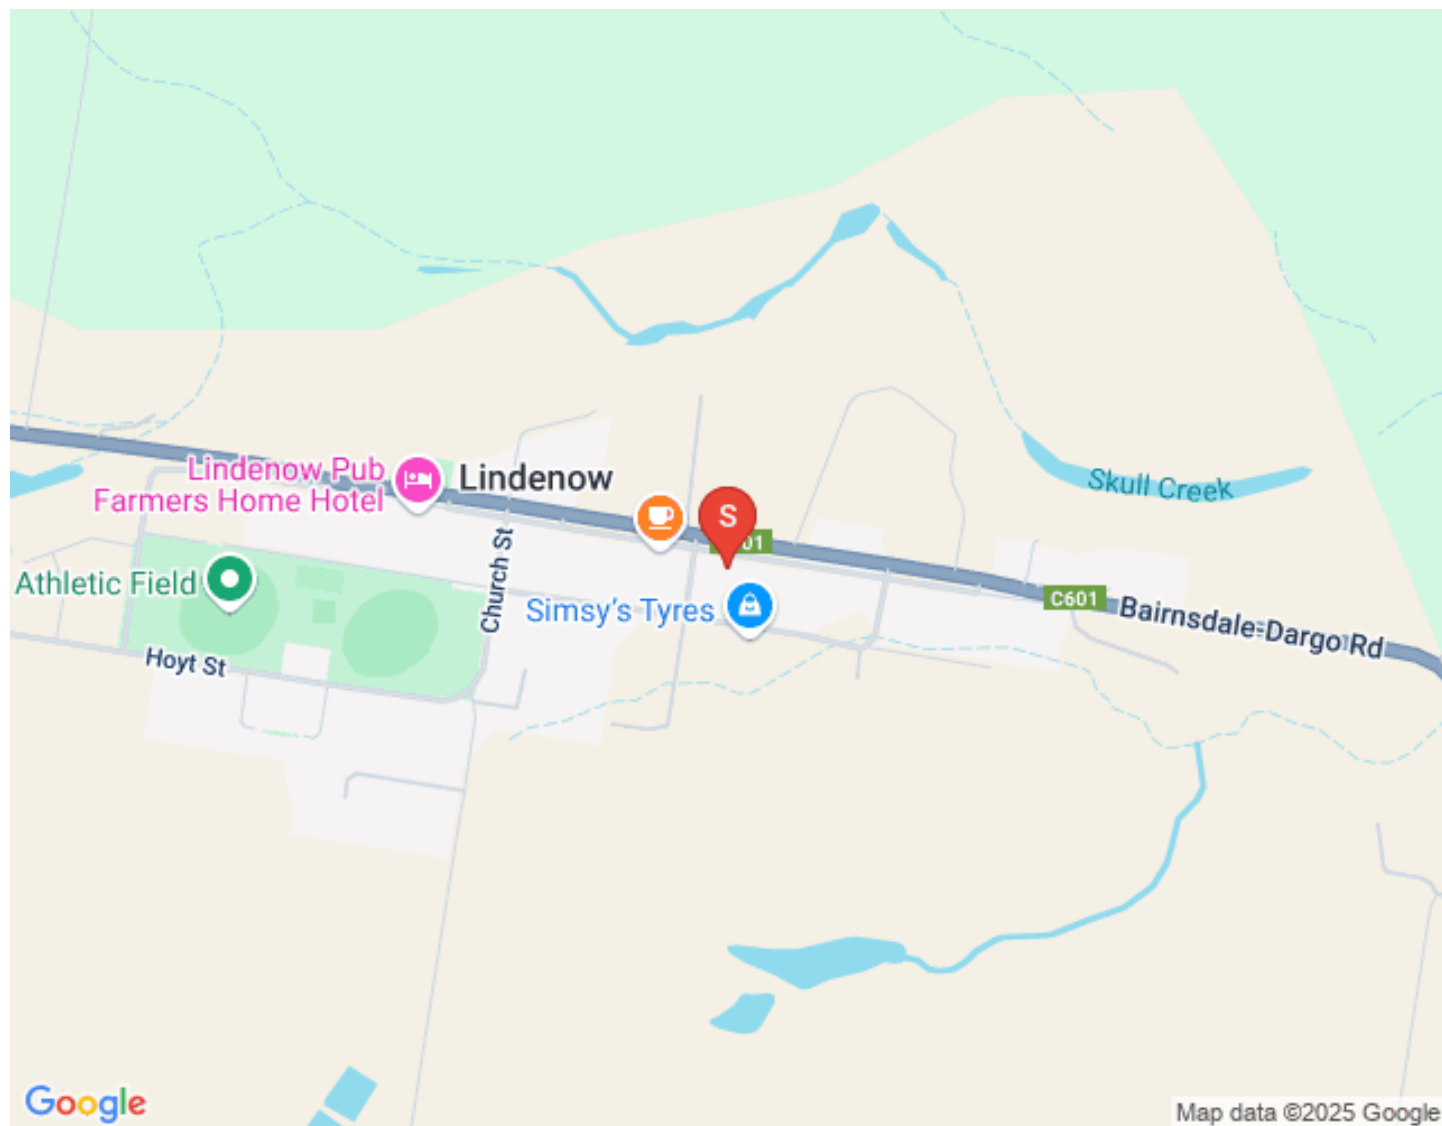 Lindenow Pub
Farmers Home Hotel
Lindenow
Skull Creek
S
01
C601
Athletic Field
Church St
Simsy's Tyres
Bairnsdale-Dargo Rd
Hoyt St
Google
Map data ©2025 Google